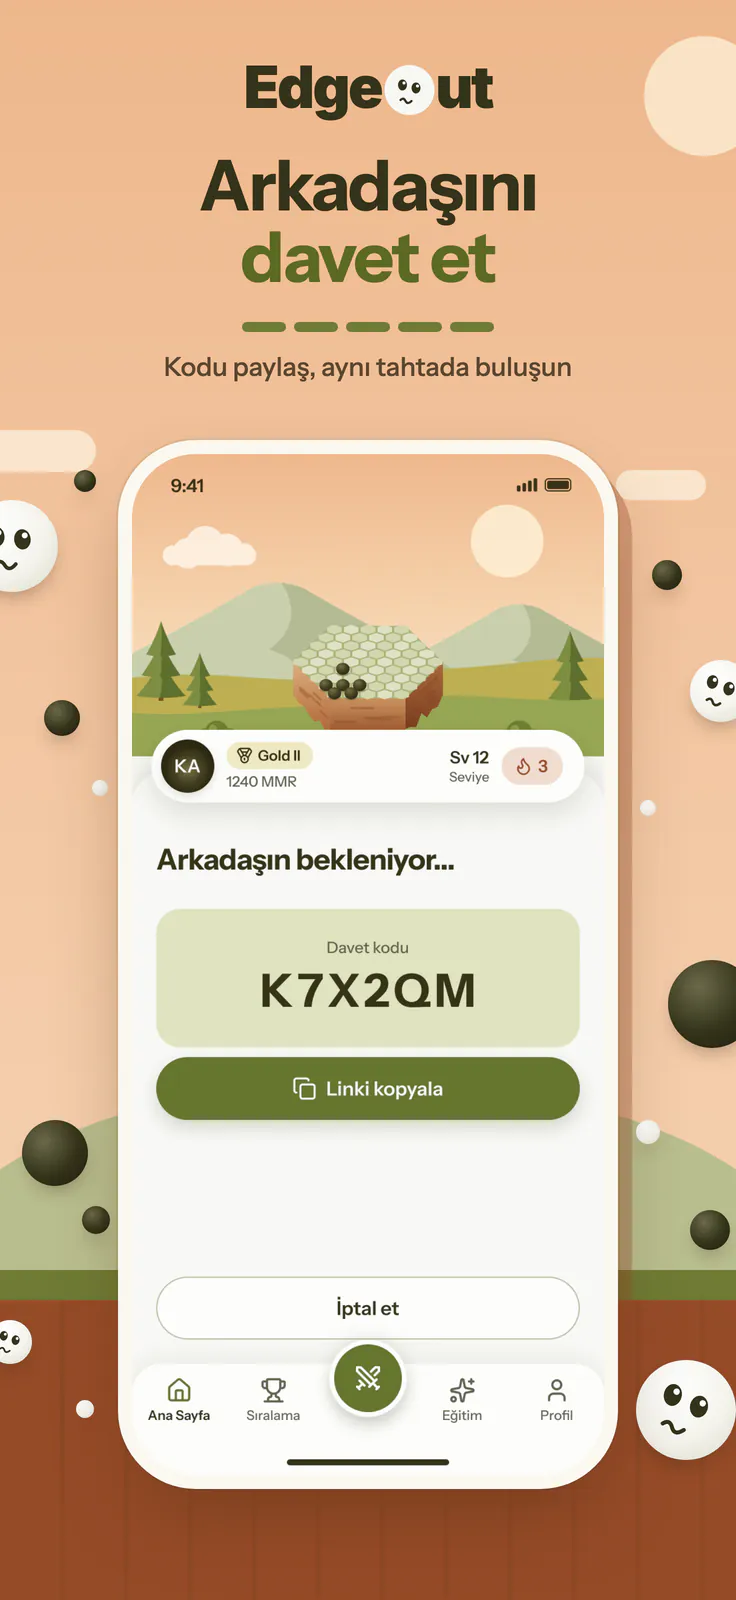 EdgeOut
Arkadaşını
davet et
Kodu paylaş, aynı tahtada buluşun
9:41
KA
Gold II
1240 MMR
Sv 12
Seviye
3
Arkadaşın bekleniyor...
Davet kodu
K7X2QM
Linki kopyala
İptal et
Ana Sayfa
Sıralama
Eğitim
Profil